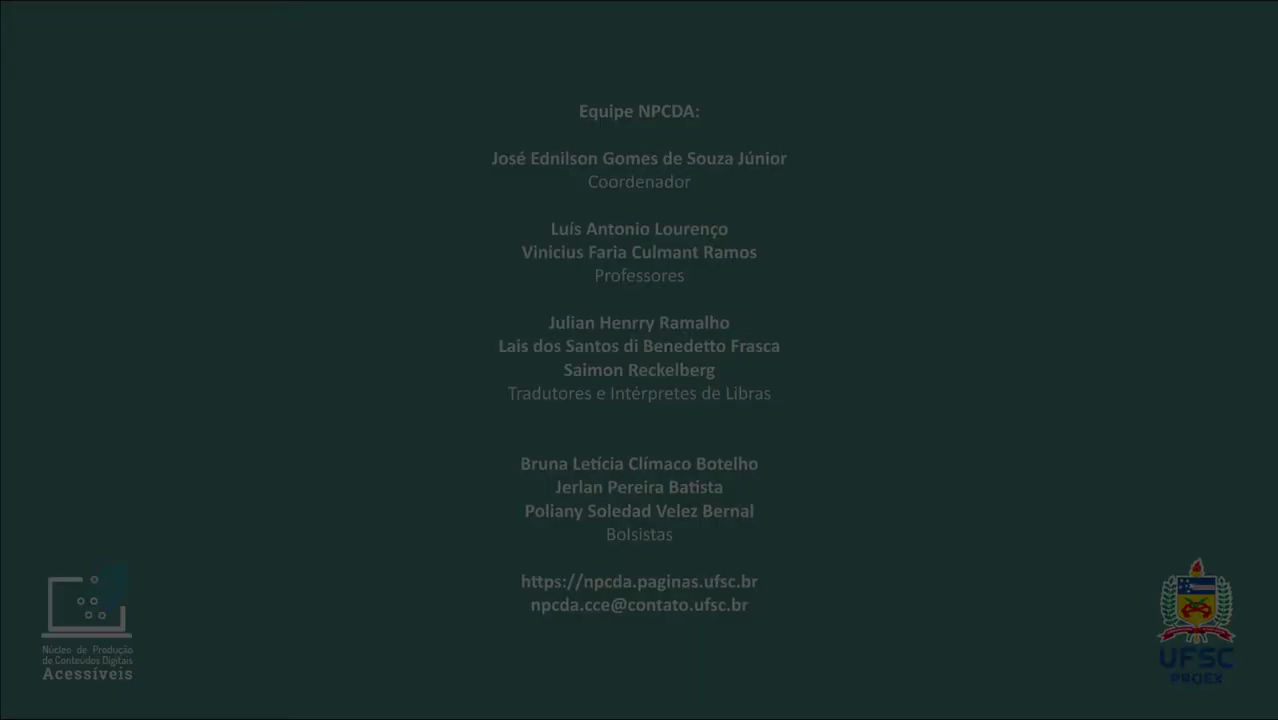 Equipe NPCDA:
José Ednilson Gomes de Souza Júnior
Coordenador
Luís Antonio Lourenço
Vinicius Faria Culmant Ramos
Professores
Julian Henrry Ramalho
Lais dos Santos di Benedetto Frasca
Saimon Reckelberg
Tradutores e Intérpretes de Libras
Bruna Letícia Clímaco Botelho
Jerlan Pereira Batista
Poliany Soledad Velez Bernal
Bolsistas
https://npcda.paginas.ufsc.br
npcda.cce@contato.ufsc.br
Núcleo de Produção
de Conteúdos Digitais
Acessíveis
UFSC
PROEX